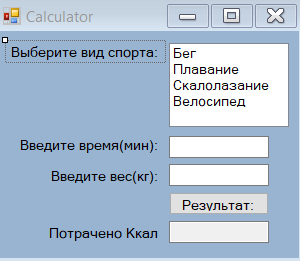 Calculator
Выберите вид спорта:
Бег
Плавание
Скалолазание
Велосипед
Введите время(мин):
Введите вес(кг):
Результат:
Потрачено Ккал